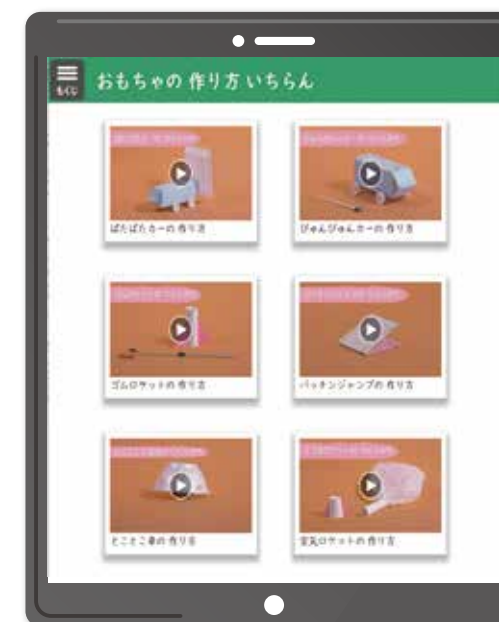 もくじ
おもちゃの 作り方 いちらん
ぱたぱたカーの 作り方
びゅんびゅんカーの 作り方
ゴムロケットの 作り方
パッチンジャンプの 作り方
とことこ車の 作り方
空気ロケットの 作り方